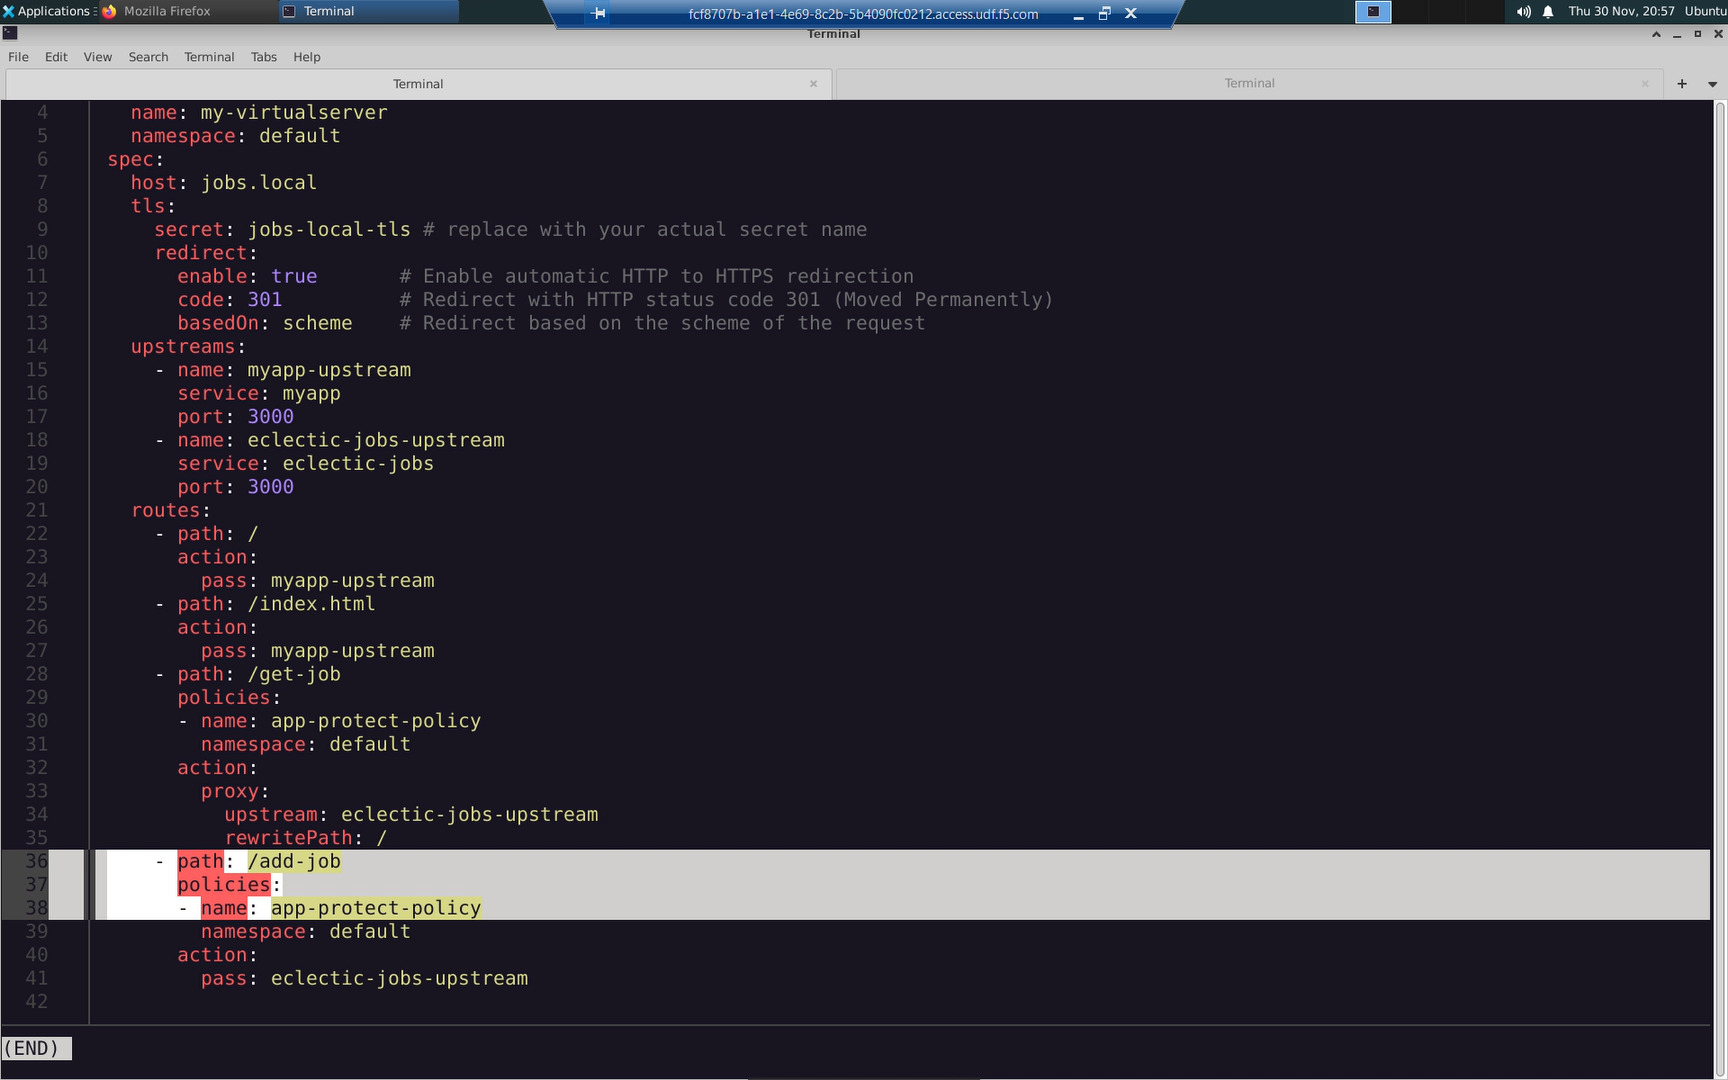 Applications
Mozilla Firefox
Terminal
fcf8707b-a1e1-4e69-8c2b-5b4090fc0212.access.udf.f5.com
Thu 30 Nov, 20:57
Ubuntu
Terminal
File Edit View Search Terminal Tabs Help
Terminal
Terminal
4 name: my-virtualserver
5 namespace: default
6 spec:
7 host: jobs.local
8 tls:
9 secret: jobs-local-tls # replace with your actual secret name
10 redirect:
11 enable: true # Enable automatic HTTP to HTTPS redirection
12 code: 301 # Redirect with HTTP status code 301 (Moved Permanently)
13 basedOn: scheme # Redirect based on the scheme of the request
14 upstreams:
15 - name: myapp-upstream
16 service: myapp
17 port: 3000
18 - name: eclectic-jobs-upstream
19 service: eclectic-jobs
20 port: 3000
21 routes:
22 - path: /
23 action:
24 pass: myapp-upstream
25 - path: /index.html
26 action:
27 pass: myapp-upstream
28 - path: /get-job
29 policies:
30 - name: app-protect-policy
31 namespace: default
32 action:
33 proxy:
34 upstream: eclectic-jobs-upstream
35 rewritePath: /
36 - path: /add-job
37 policies:
38 - name: app-protect-policy
39 namespace: default
40 action:
41 pass: eclectic-jobs-upstream
42
(END)